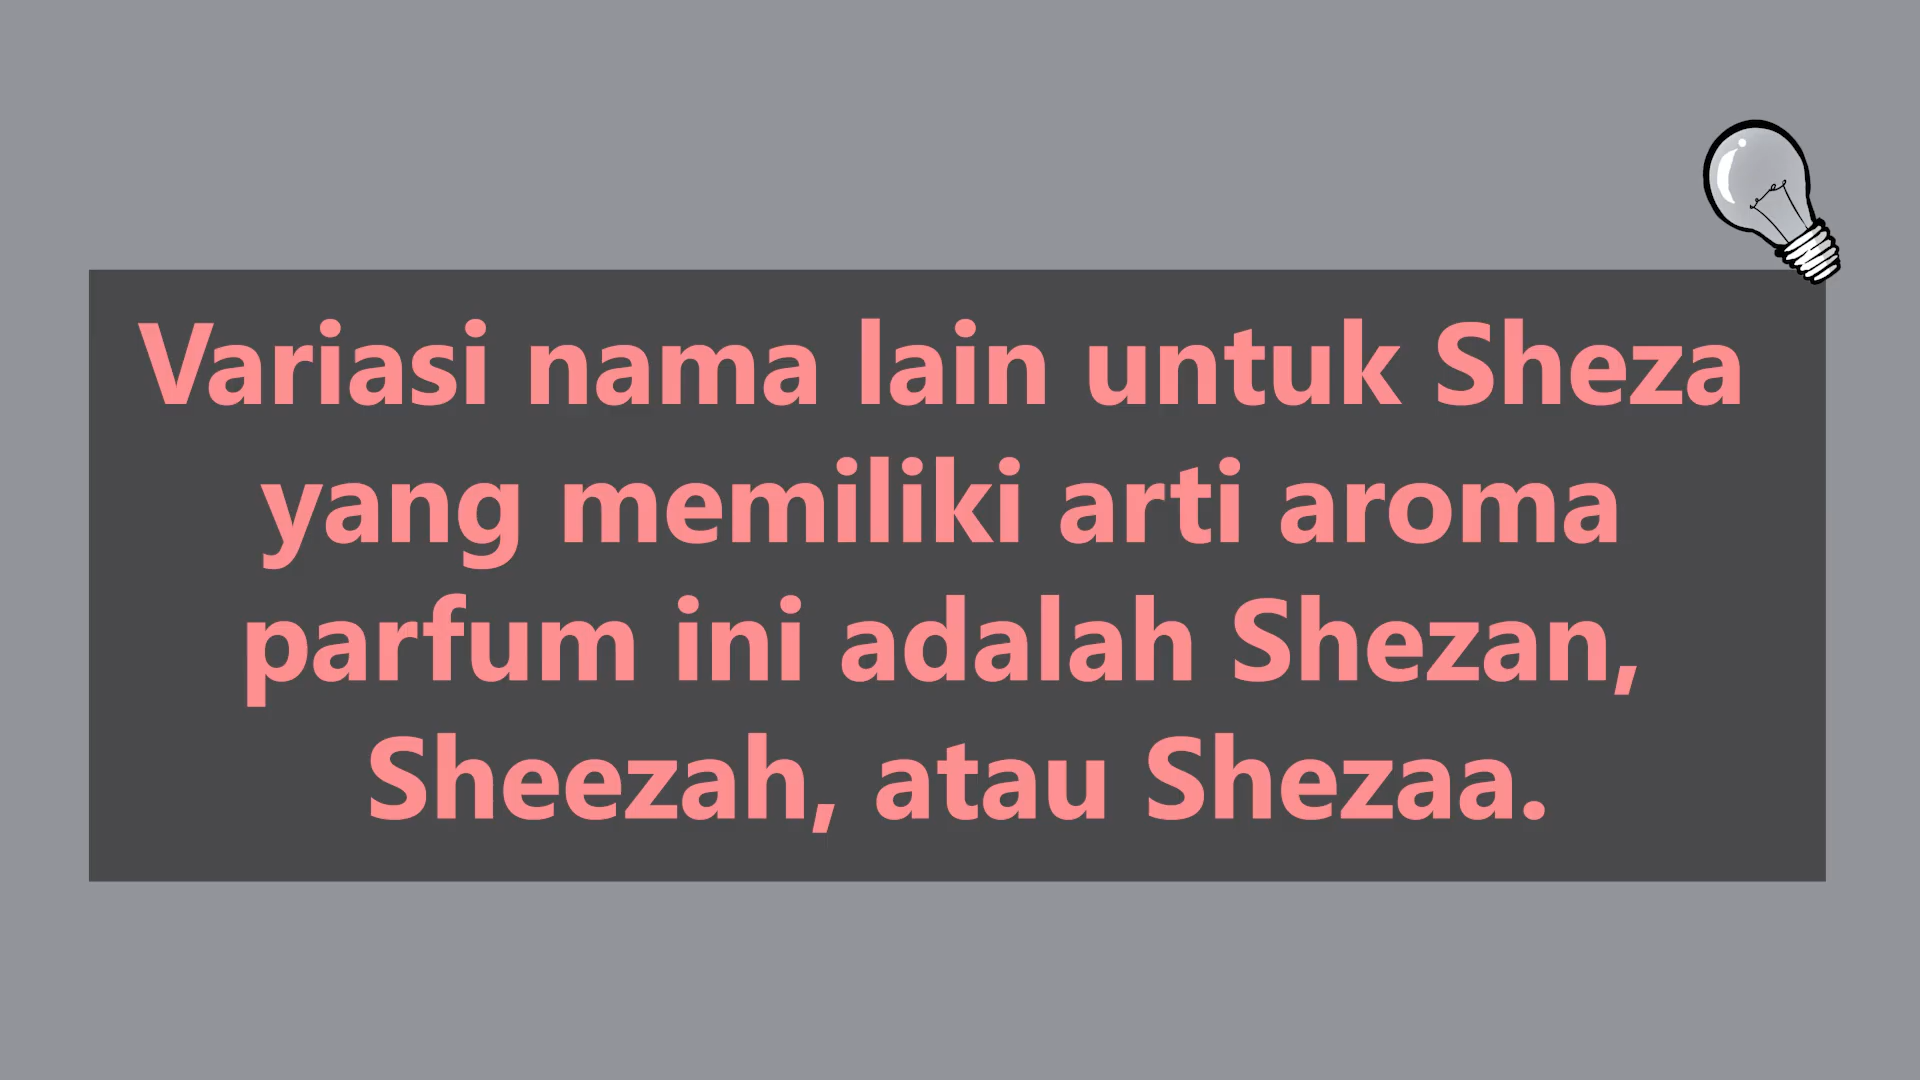 Variasi nama lain untuk Sheza
yang memiliki arti aroma
parfum ini adalah Shezan,
Sheezah, atau Shezaa.